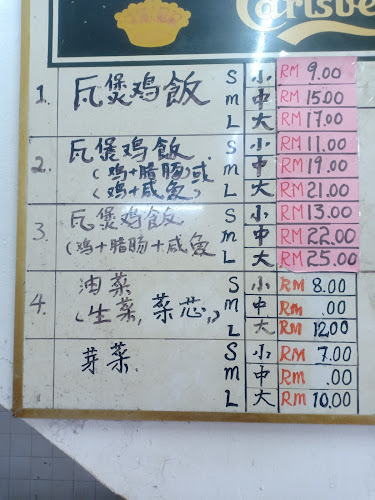 Carlsbe
1. 瓦煲鸡飯 S 小 RM 9.00
M 中 RM 15.00
L 大 RM 17.00
2. 瓦煲鸡飯 S 小 RM 11.00
(鸡+腊肠)或 M 中 RM 19.00
(鸡+咸魚) L 大 RM 21.00
3. 瓦煲鸡飯 S 小 RM 13.00
(鸡+腊肠+咸魚) M 中 RM 22.00
L 大 RM 25.00
4. 油菜 S 小 RM 8.00
(生菜, 菜芯,) M 中 RM .00
L 大 RM 12.00
芽菜 S 小 RM 7.00
M 中 RM .00
L 大 RM 10.00